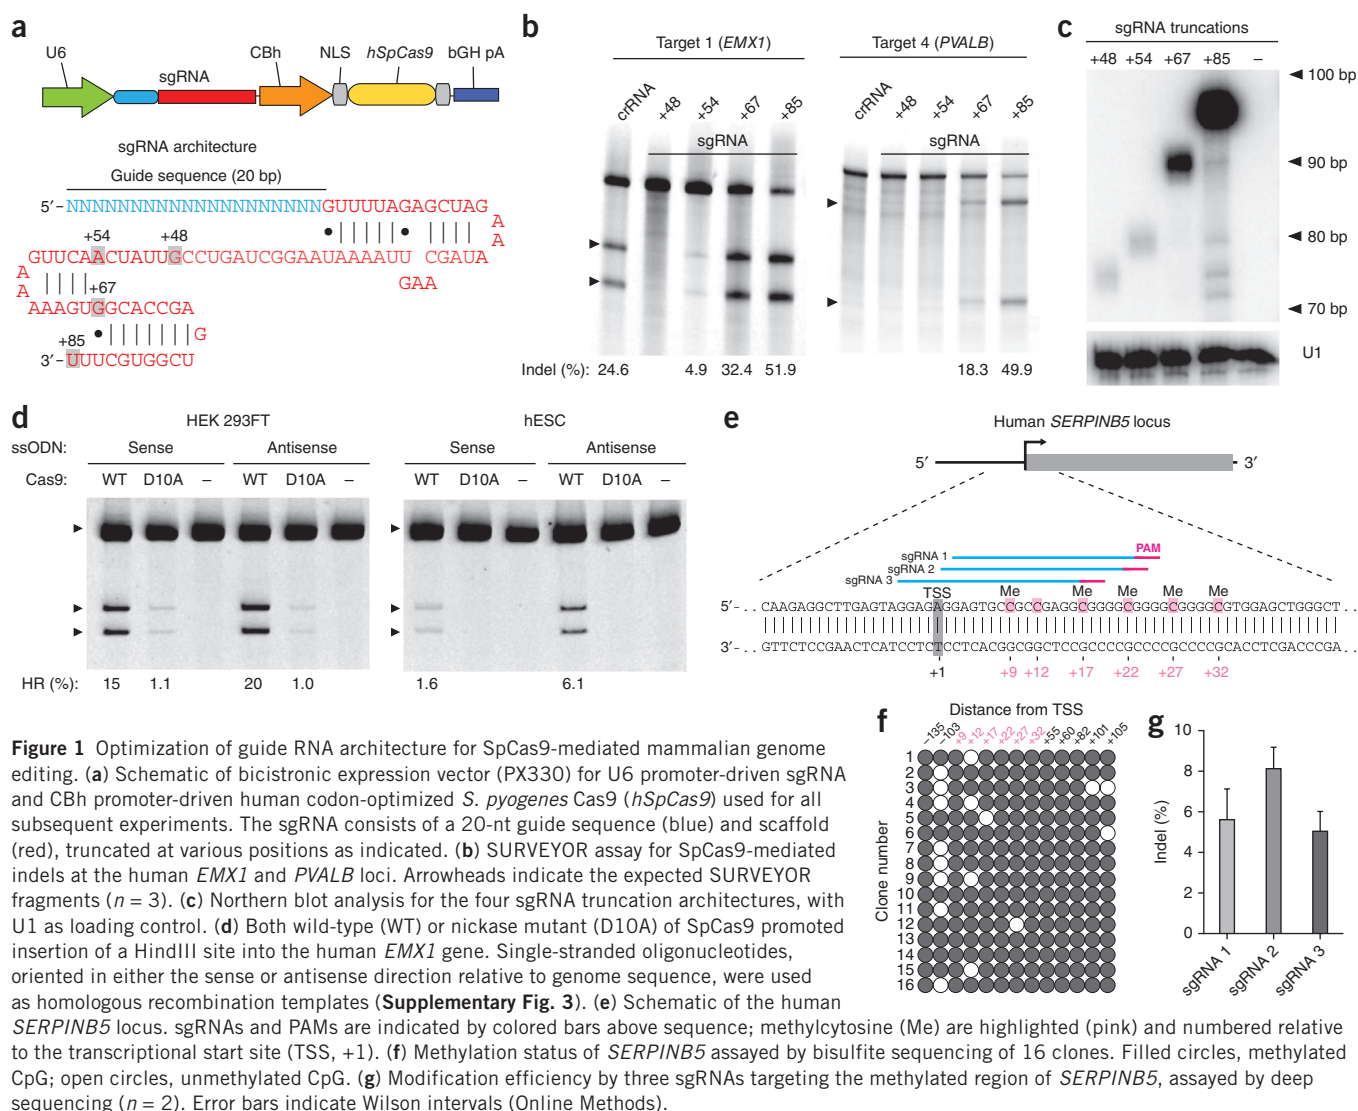 a
U6
CBh
NLS
hSpCas9
bGH pA
sgRNA
sgRNA architecture
Guide sequence (20 bp)
5′–NNNNNNNNNNNNNNNNNNNNGUUUUAGAGCUAG
A
A
+54
+48
GUUCAACUAUUGCCUGAUCGGAAUAAAAUU CGAUA
GAA
A
A
+67
AAAGUGGCACCGA
G
+85
3′–UUUCGUGGCU
b
Target 1 (EMX1)
Target 4 (PVALB)
crRNA +48 +54 +67 +85
crRNA +48 +54 +67 +85
sgRNA
sgRNA
Indel (%): 24.6 4.9 32.4 51.9 18.3 49.9
c
sgRNA truncations
+48 +54 +67 +85 –
100 bp
90 bp
80 bp
70 bp
U1
d
HEK 293FT
hESC
ssODN: Sense Antisense Sense Antisense
Cas9: WT D10A – WT D10A – WT D10A – WT D10A –
HR (%): 15 1.1 20 1.0 1.6 6.1
e
Human SERPINB5 locus
5′ 3′
PAM
sgRNA 1
sgRNA 2
sgRNA 3
TSS Me Me Me Me Me
5′-..CAAGAGGCTTGAGTAGGAGAGGAGTGCCGCCGAGGCGGGGCGGGGCGGGGCGTGGAGCTGGGCT..
3′-..GTTCTCCGAACTCATCCTCTCCTCACGGCGGCTCCGCCCCGCCCCGCCCCGCACCTCGACCCGA..
+1 +9 +12 +17 +22 +27 +32
f
Distance from TSS
−135 −103 +9 +12 +17 +22 +27 +32 +55 +60 +82 +101 +105
Clone number
1
2
3
4
5
6
7
8
9
10
11
12
13
14
15
16
g
Indel (%)
10
8
6
4
2
0
sgRNA 1
sgRNA 2
sgRNA 3
Figure 1 Optimization of guide RNA architecture for SpCas9-mediated mammalian genome
editing. (a) Schematic of bicistronic expression vector (PX330) for U6 promoter-driven sgRNA
and CBh promoter-driven human codon-optimized S. pyogenes Cas9 (hSpCas9) used for all
subsequent experiments. The sgRNA consists of a 20-nt guide sequence (blue) and scaffold
(red), truncated at various positions as indicated. (b) SURVEYOR assay for SpCas9-mediated
indels at the human EMX1 and PVALB loci. Arrowheads indicate the expected SURVEYOR
fragments (n = 3). (c) Northern blot analysis for the four sgRNA truncation architectures, with
U1 as loading control. (d) Both wild-type (WT) or nickase mutant (D10A) of SpCas9 promoted
insertion of a HindIII site into the human EMX1 gene. Single-stranded oligonucleotides,
oriented in either the sense or antisense direction relative to genome sequence, were used
as homologous recombination templates (Supplementary Fig. 3). (e) Schematic of the human
SERPINB5 locus. sgRNAs and PAMs are indicated by colored bars above sequence; methylcytosine (Me) are highlighted (pink) and numbered relative
to the transcriptional start site (TSS, +1). (f) Methylation status of SERPINB5 assayed by bisulfite sequencing of 16 clones. Filled circles, methylated
CpG; open circles, unmethylated CpG. (g) Modification efficiency by three sgRNAs targeting the methylated region of SERPINB5, assayed by deep
sequencing (n = 2). Error bars indicate Wilson intervals (Online Methods).